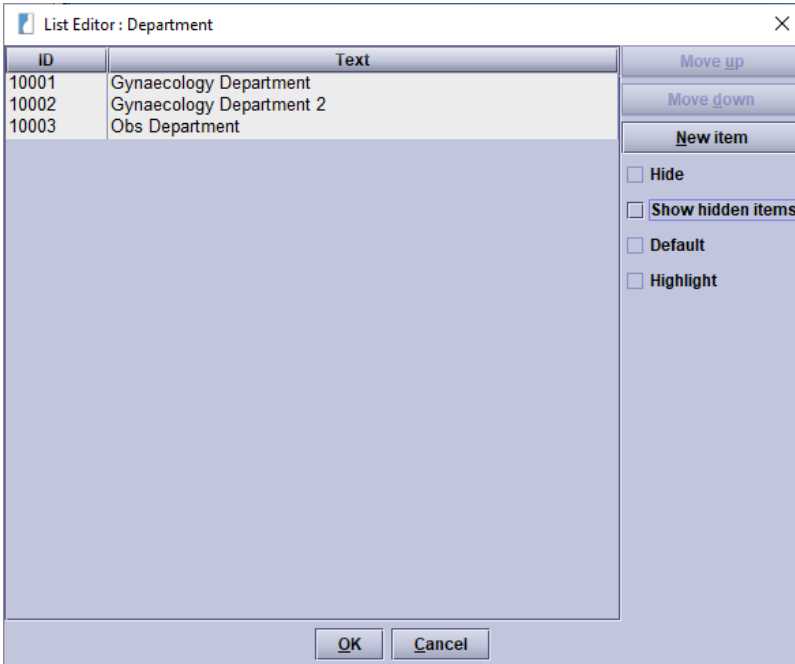 List Editor : Department
ID Text
10001 Gynaecology Department
10002 Gynaecology Department 2
10003 Obs Department
Move up
Move down
New item
Hide
Show hidden items
Default
Highlight
OK Cancel